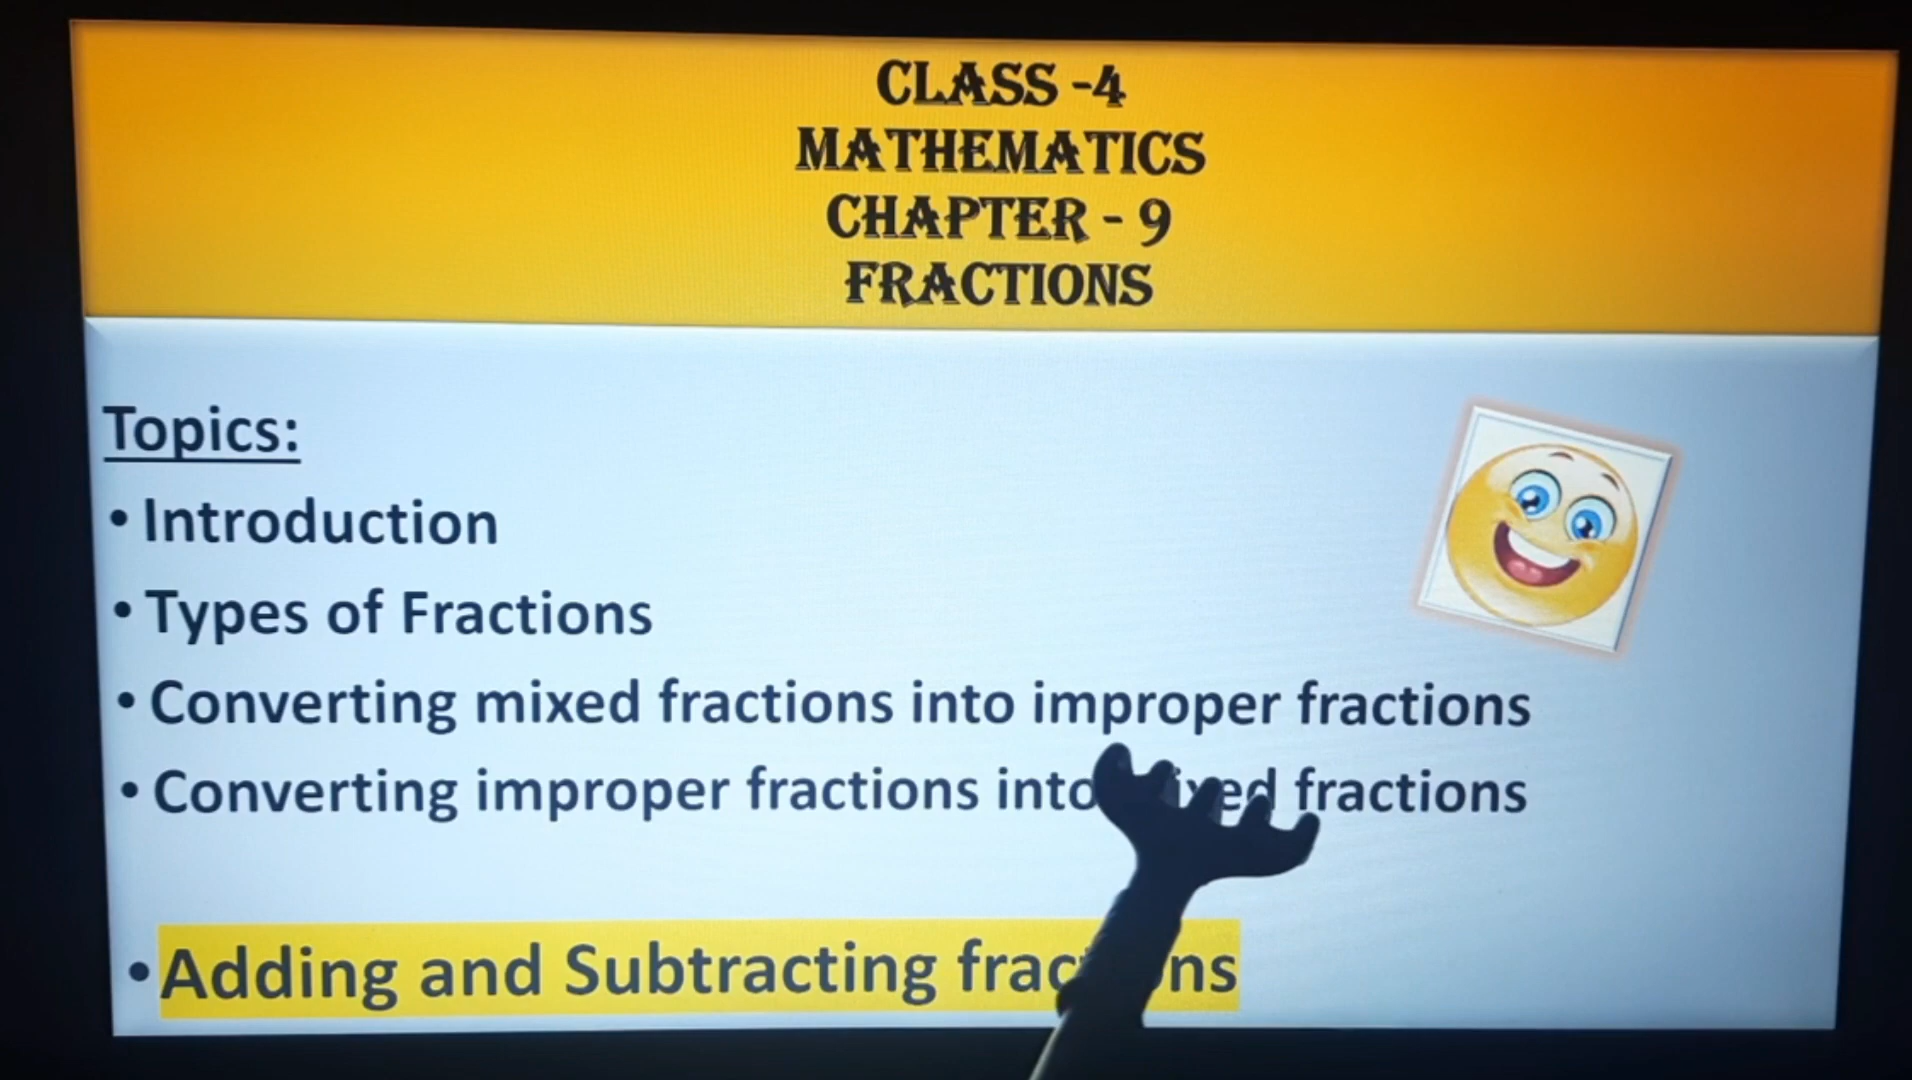 CLASS -4
MATHEMATICS
CHAPTER - 9
FRACTIONS
Topics:
• Introduction
• Types of Fractions
• Converting mixed fractions into improper fractions
• Converting improper fractions into fractions
• Adding and Subtracting